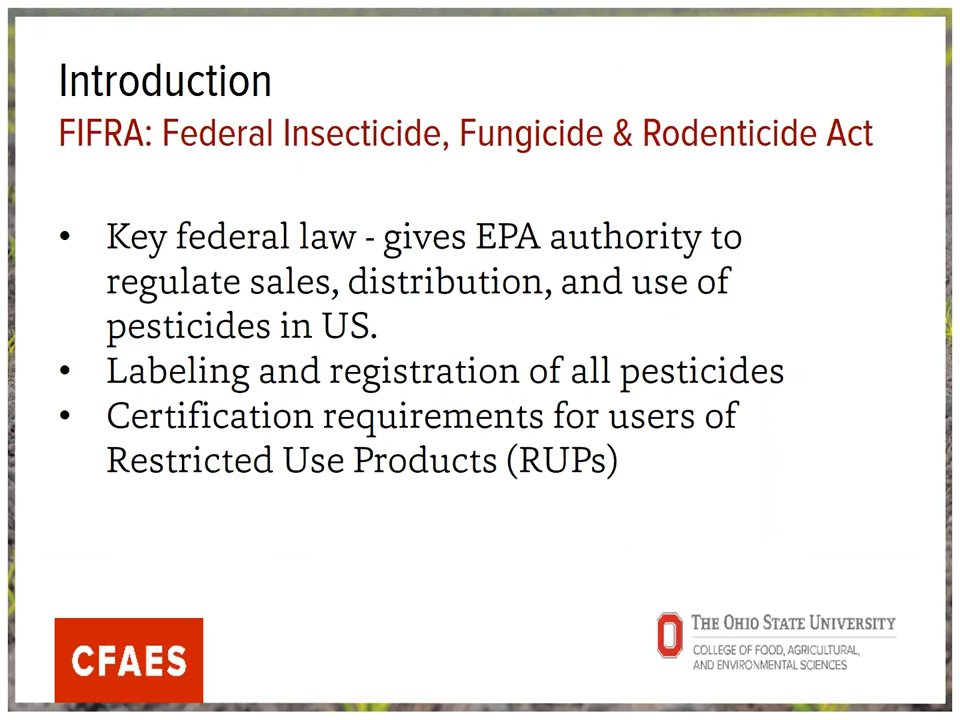 Introduction
FIFRA: Federal Insecticide, Fungicide & Rodenticide Act
• Key federal law - gives EPA authority to
regulate sales, distribution, and use of
pesticides in US.
• Labeling and registration of all pesticides
• Certification requirements for users of
Restricted Use Products (RUPs)
CFAES
THE OHIO STATE UNIVERSITY
COLLEGE OF FOOD, AGRICULTURAL,
AND ENVIRONMENTAL SCIENCES